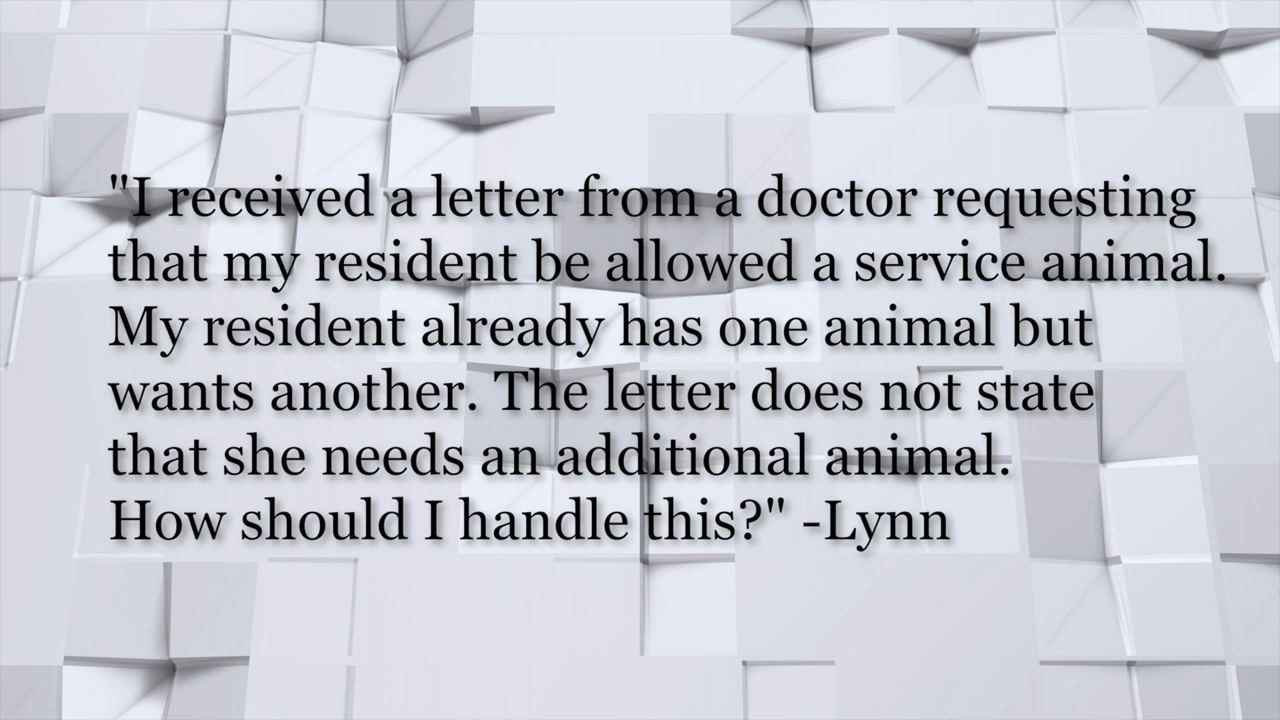 "I received a letter from a doctor requesting
that my resident be allowed a service animal.
My resident already has one animal but
wants another. The letter does not state
that she needs an additional animal.
How should I handle this?" -Lynn